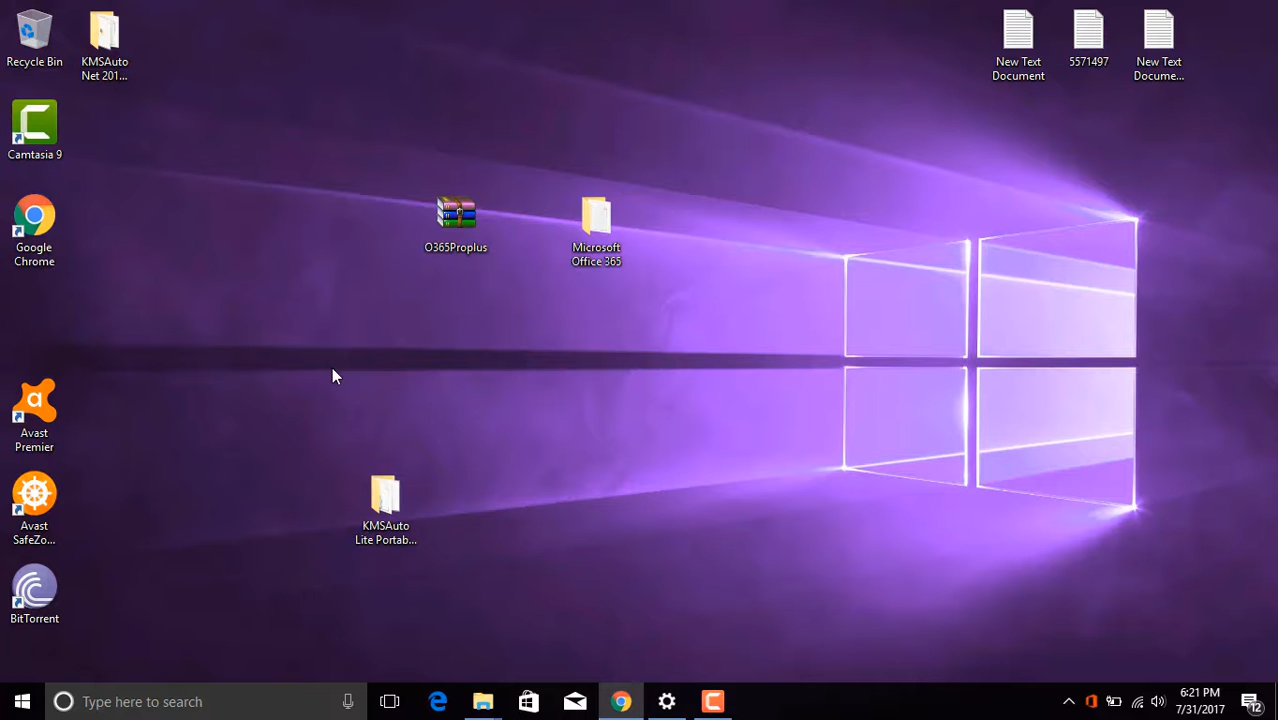 Recycle Bin
KMSAuto
Net 201...
New Text
Document
5571497
New Text
Docume...
Camtasia 9
Google
Chrome
O365Proplus
Microsoft
Office 365
Avast
Premier
Avast
SafeZo...
KMSAuto
Lite Portab...
BitTorrent
Type here to search
6:21 PM
7/31/2017
12